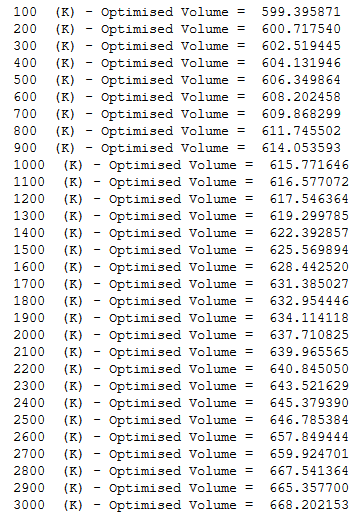 100  (K) - Optimised Volume =  599.395871
200  (K) - Optimised Volume =  600.717540
300  (K) - Optimised Volume =  602.519445
400  (K) - Optimised Volume =  604.131946
500  (K) - Optimised Volume =  606.349864
600  (K) - Optimised Volume =  608.202458
700  (K) - Optimised Volume =  609.868299
800  (K) - Optimised Volume =  611.745502
900  (K) - Optimised Volume =  614.053593
1000  (K) - Optimised Volume =  615.771646
1100  (K) - Optimised Volume =  616.577072
1200  (K) - Optimised Volume =  617.546364
1300  (K) - Optimised Volume =  619.299785
1400  (K) - Optimised Volume =  622.392857
1500  (K) - Optimised Volume =  625.569894
1600  (K) - Optimised Volume =  628.442520
1700  (K) - Optimised Volume =  631.385027
1800  (K) - Optimised Volume =  632.954446
1900  (K) - Optimised Volume =  634.114118
2000  (K) - Optimised Volume =  637.710825
2100  (K) - Optimised Volume =  639.965565
2200  (K) - Optimised Volume =  640.845050
2300  (K) - Optimised Volume =  643.521629
2400  (K) - Optimised Volume =  645.379390
2500  (K) - Optimised Volume =  646.785384
2600  (K) - Optimised Volume =  657.849444
2700  (K) - Optimised Volume =  659.924701
2800  (K) - Optimised Volume =  667.541364
2900  (K) - Optimised Volume =  665.357700
3000  (K) - Optimised Volume =  668.202153